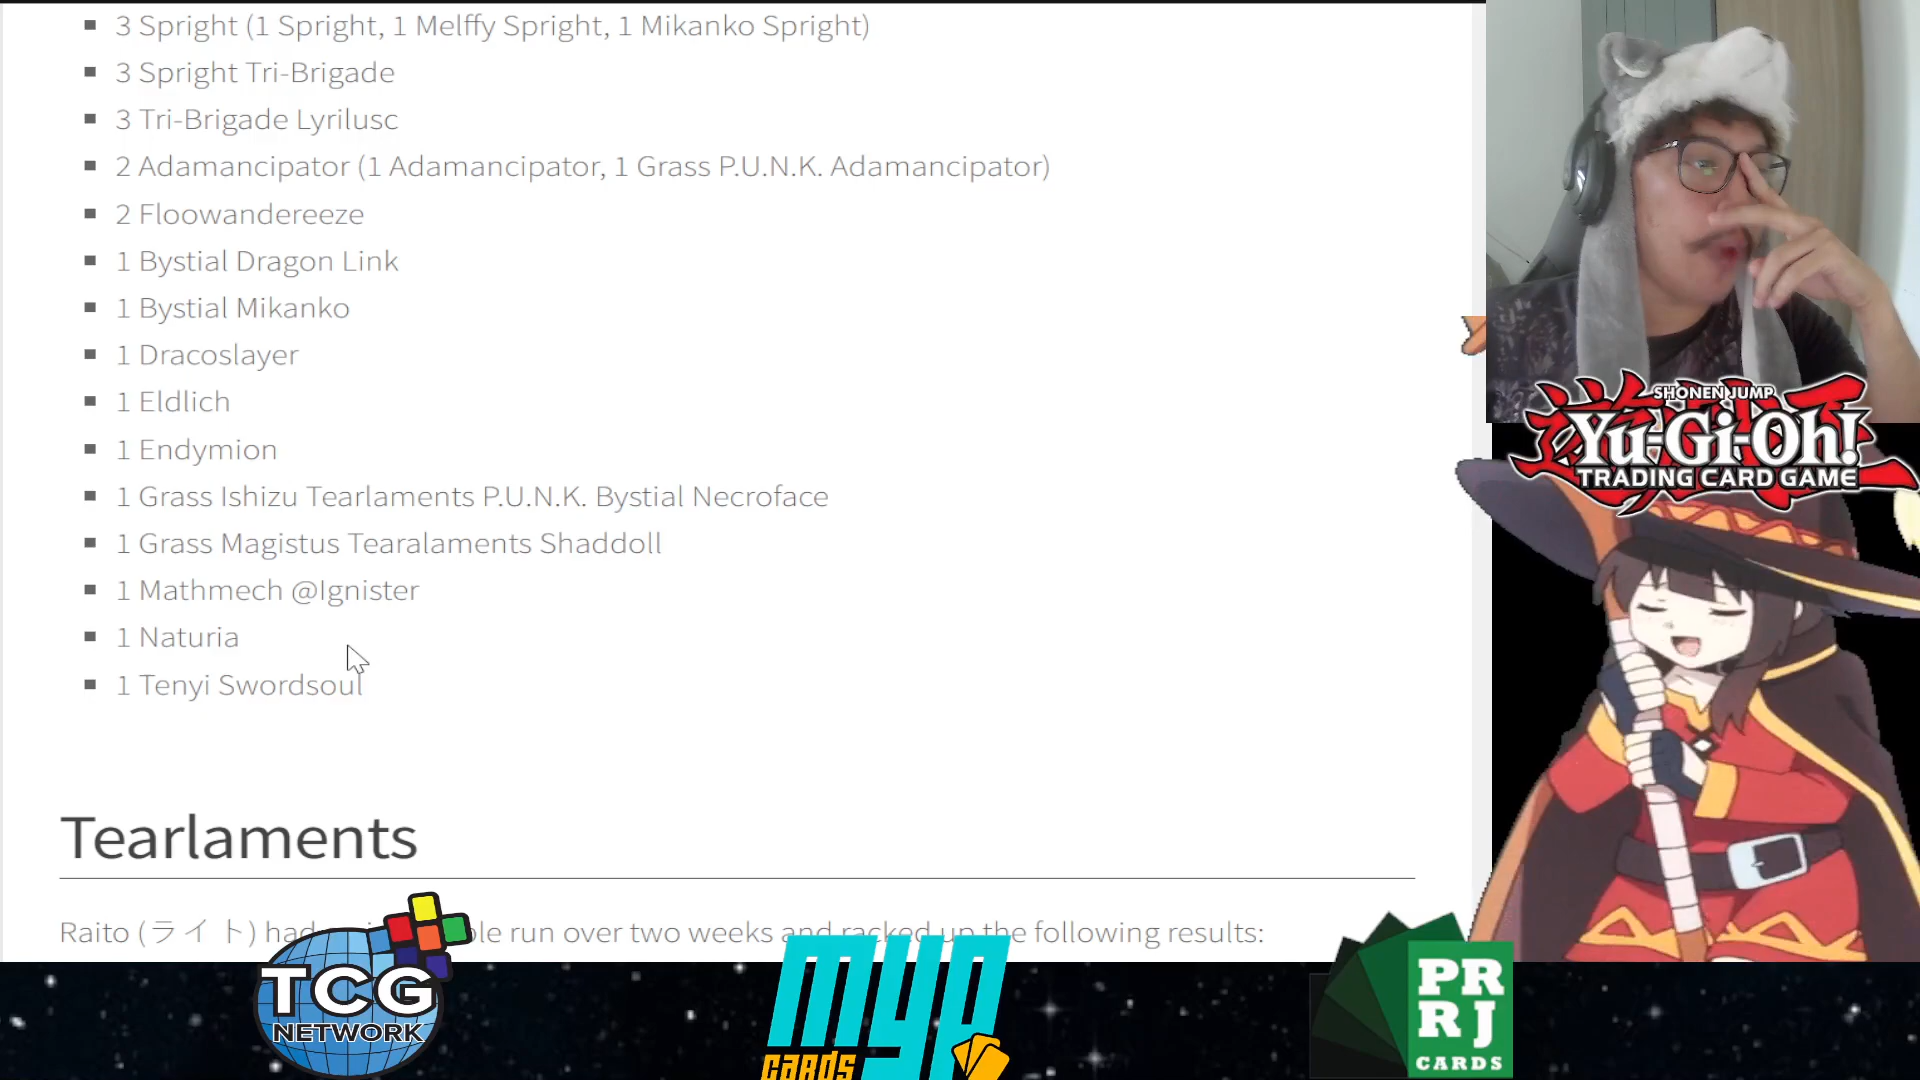 3 Spright (1 Spright, 1 Melffy Spright, 1 Mikanko Spright)
3 Spright Tri-Brigade
3 Tri-Brigade Lyrilusc
2 Adamancipator (1 Adamancipator, 1 Grass P.U.N.K. Adamancipator)
2 Floowandereeze
1 Bystial Dragon Link
1 Bystial Mikanko
1 Dracoslayer
1 Eldlich
1 Endymion
1 Grass Ishizu Tearlaments P.U.N.K. Bystial Necroface
1 Grass Magistus Tearalaments Shaddoll
1 Mathmech @Ignister
1 Naturia
1 Tenyi Swordsoul
Tearlaments
Raito (ライト) had run over two weeks and racked up the following results:
SHONEN JUMP
Yu-Gi-Oh!
TRADING CARD GAME
TCG
NETWORK
myp
cards
PR
RJ
CARDS